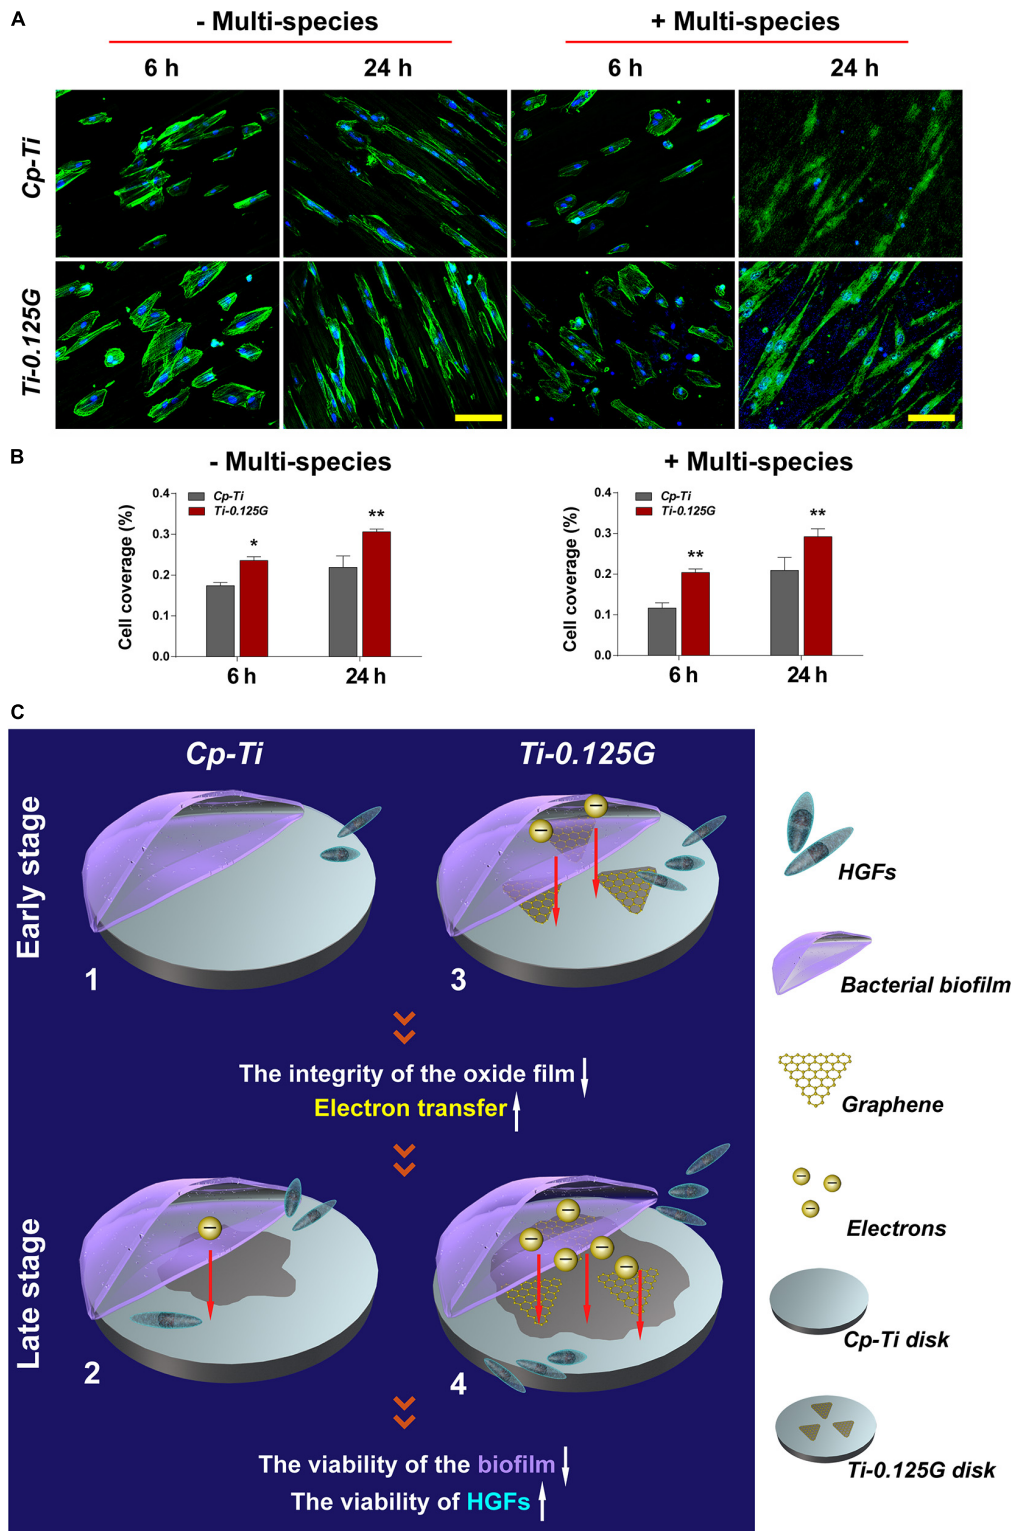 A
- Multi-species
+ Multi-species
6 h
24 h
6 h
24 h
Cp-Ti
Ti-0.125G
B
- Multi-species
+ Multi-species
Cell coverage (%)
0.4
0.3
0.2
0.1
0.0
Cp-Ti
Ti-0.125G
*
**
6 h
24 h
Cell coverage (%)
0.4
0.3
0.2
0.1
0.0
Cp-Ti
Ti-0.125G
**
**
6 h
24 h
C
Cp-Ti
Ti-0.125G
Early stage
1
3
The integrity of the oxide film↓
Electron transfer↑
Late stage
2
4
The viability of the biofilm↓
The viability of HGFs↑
HGFs
Bacterial biofilm
Graphene
Electrons
Cp-Ti disk
Ti-0.125G disk